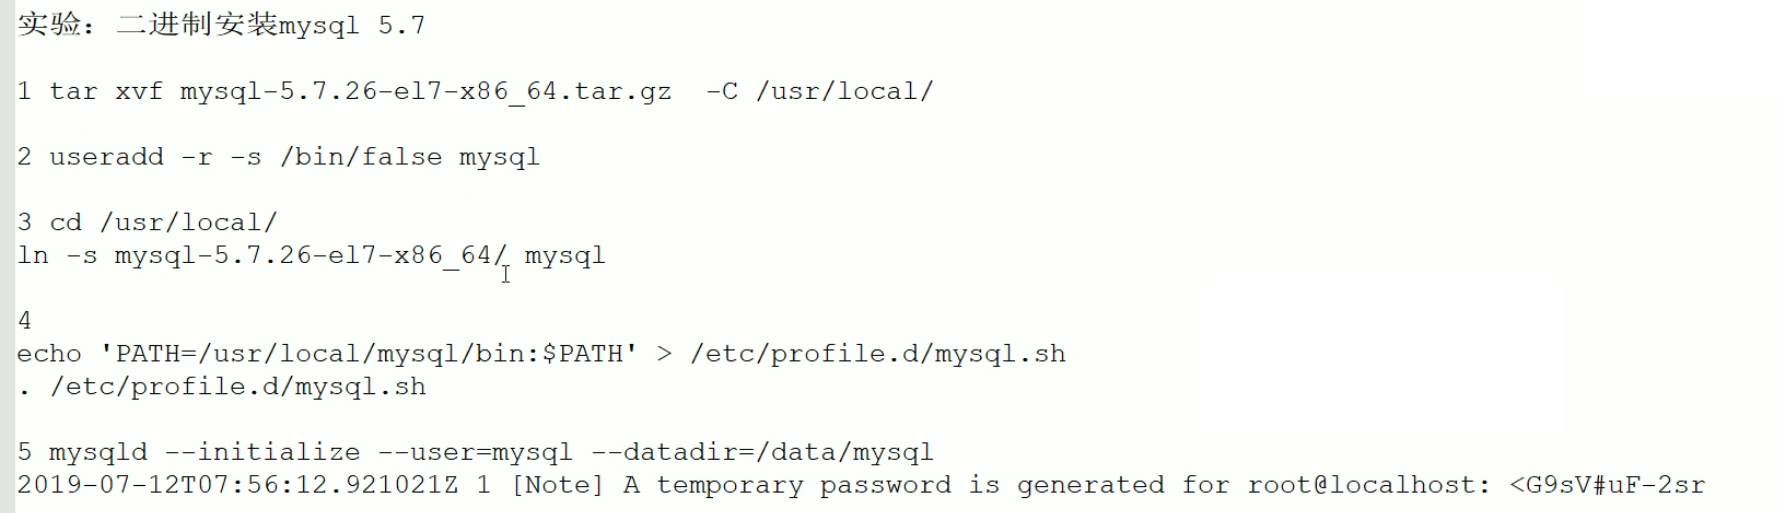 实验：二进制安装mysql 5.7
1 tar xvf mysql-5.7.26-el7-x86_64.tar.gz  -C /usr/local/
2 useradd -r -s /bin/false mysql
3 cd /usr/local/
ln -s mysql-5.7.26-el7-x86_64/ mysql
4
echo 'PATH=/usr/local/mysql/bin:$PATH' > /etc/profile.d/mysql.sh
. /etc/profile.d/mysql.sh
5 mysqld --initialize --user=mysql --datadir=/data/mysql
2019-07-12T07:56:12.921021Z 1 [Note] A temporary password is generated for root@localhost: <G9sV#uF-2sr